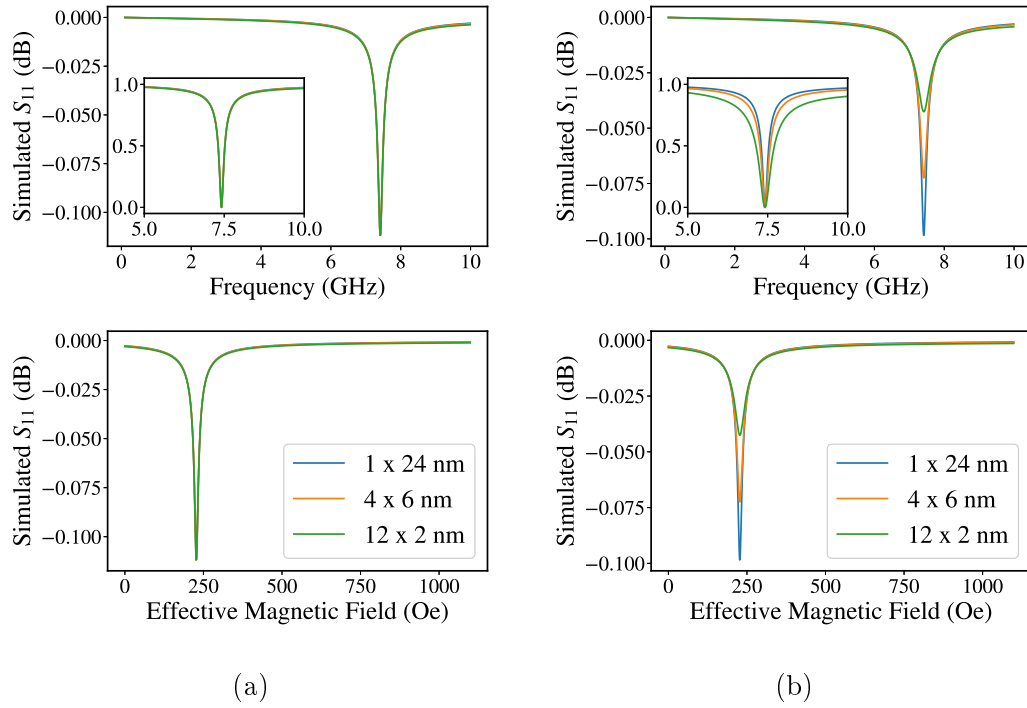 0.000
−0.025
−0.050
−0.075
−0.100
Simulated S₁₁ (dB)
1.0
0.5
0.0
5.0 7.5 10.0
0 2 4 6 8 10
Frequency (GHz)
0.000
−0.025
−0.050
−0.075
−0.100
Simulated S₁₁ (dB)
1.0
0.5
0.0
5.0 7.5 10.0
0 2 4 6 8 10
Frequency (GHz)
0.000
−0.025
−0.050
−0.075
−0.100
Simulated S₁₁ (dB)
1 x 24 nm
4 x 6 nm
12 x 2 nm
0 250 500 750 1000
Effective Magnetic Field (Oe)
0.000
−0.025
−0.050
−0.075
−0.100
Simulated S₁₁ (dB)
1 x 24 nm
4 x 6 nm
12 x 2 nm
0 250 500 750 1000
Effective Magnetic Field (Oe)
(a) (b)